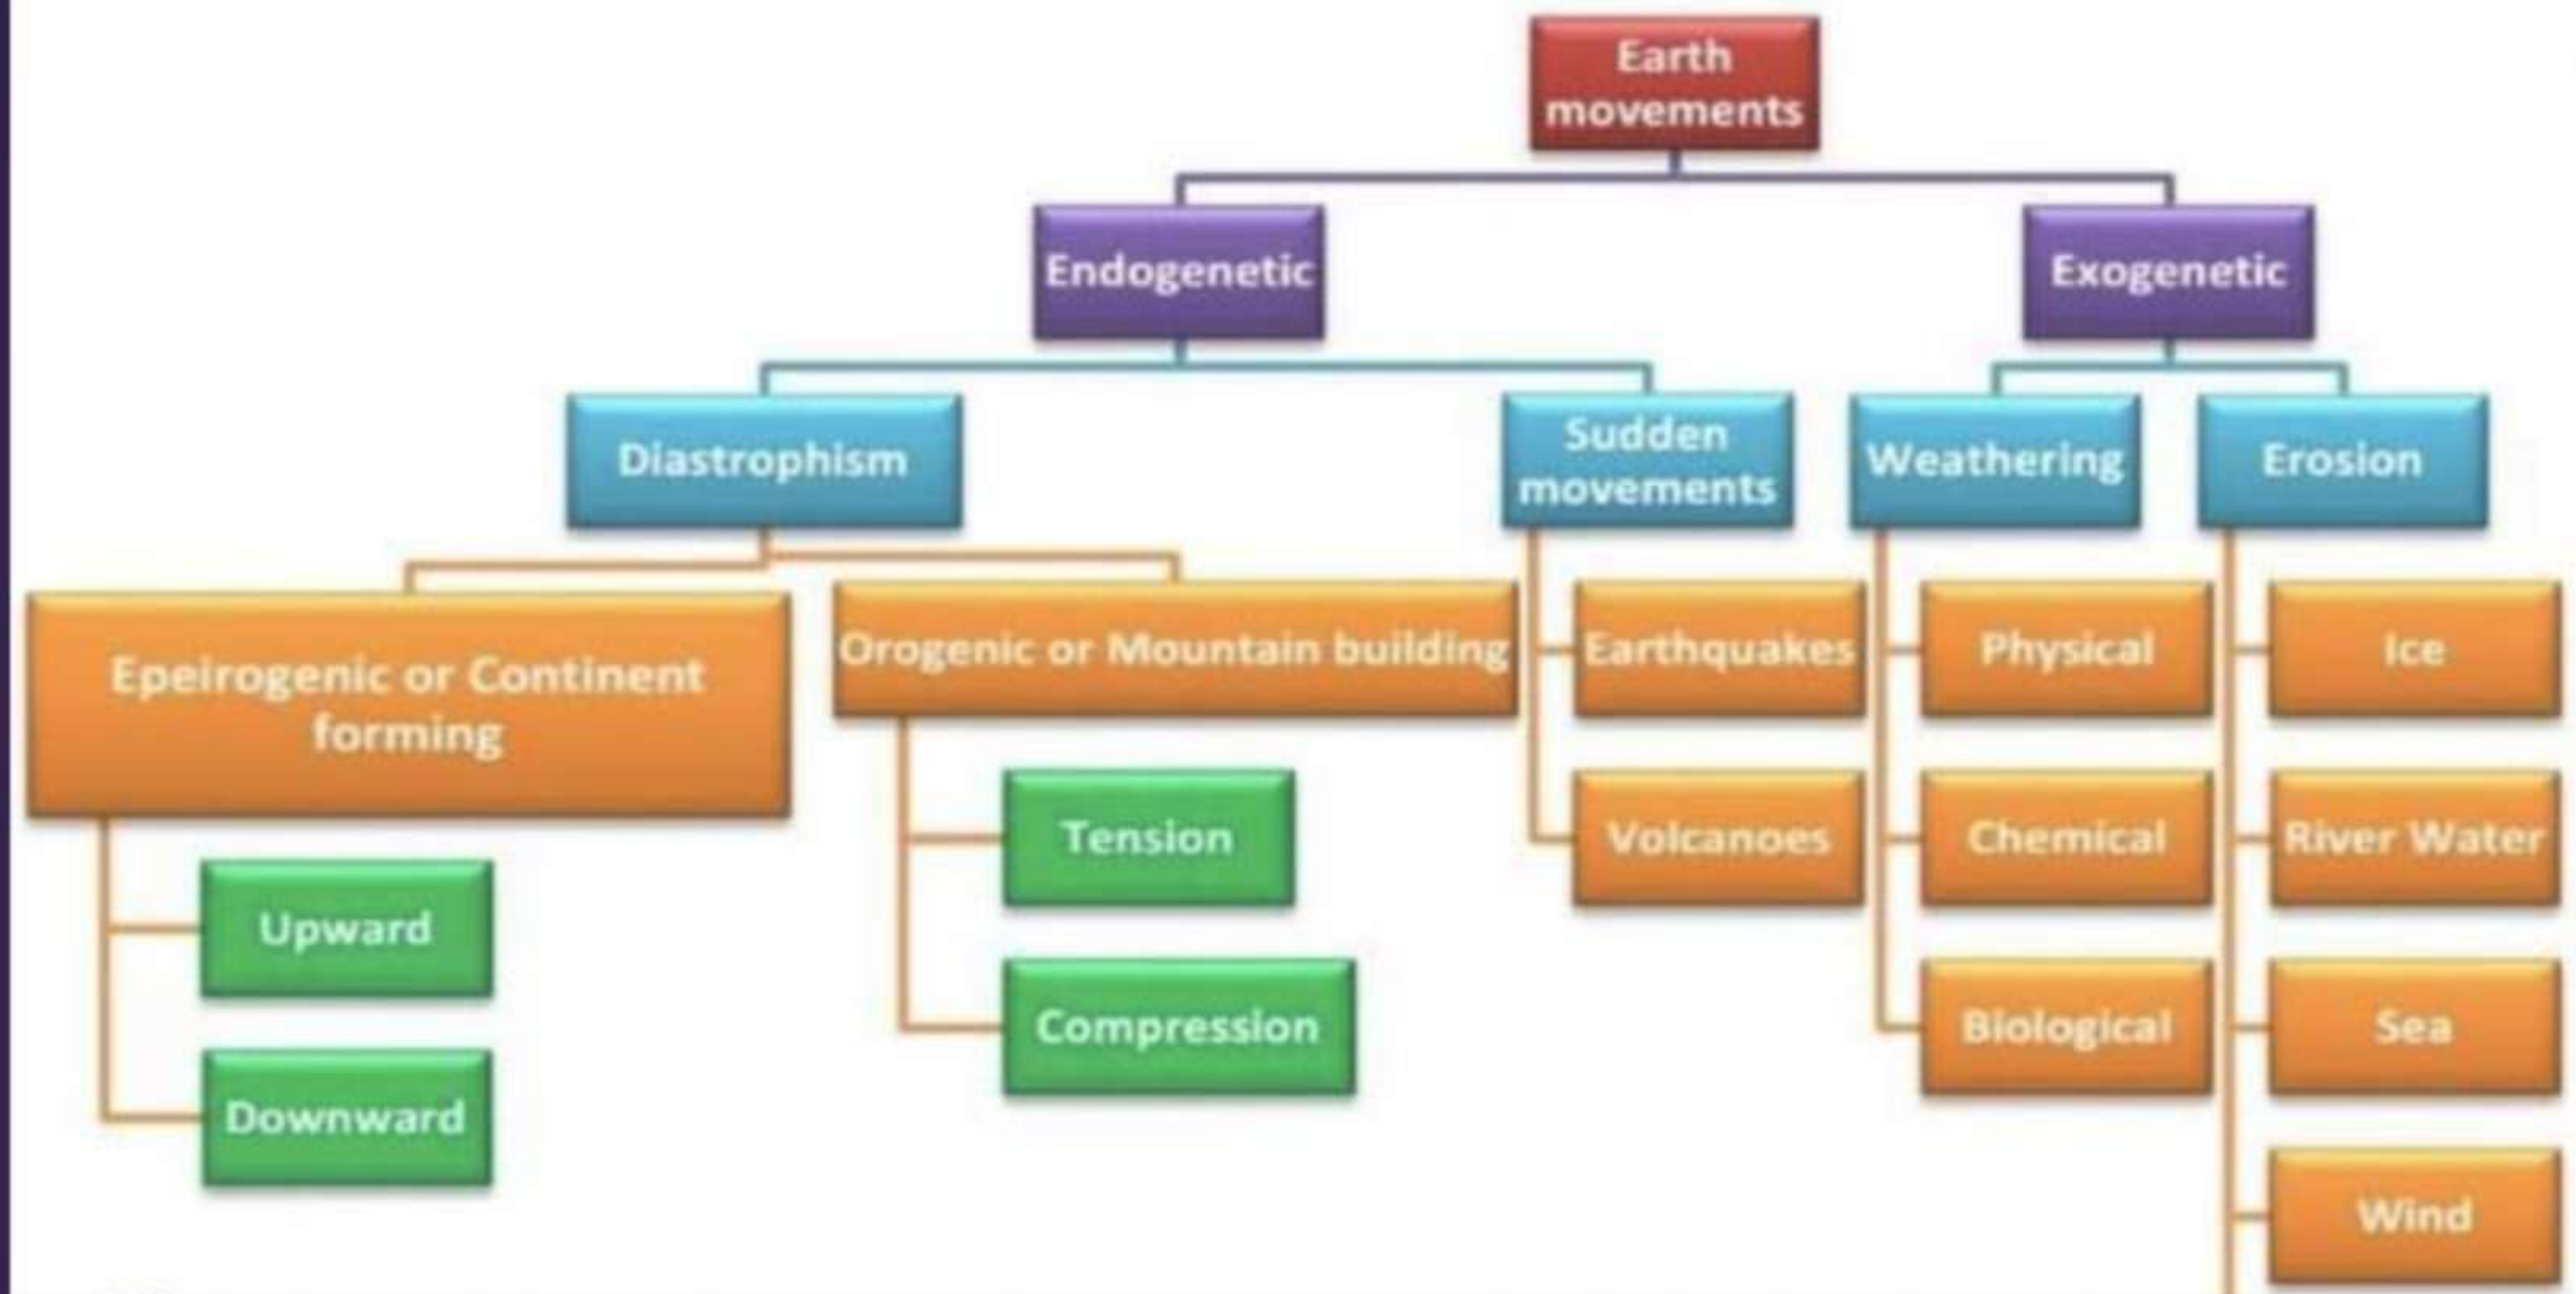 Earth
movements
Endogenetic
Exogenetic
Diastrophism
Sudden
movements
Weathering
Erosion
Epeirogenic or Continent
forming
Orogenic or Mountain building
Earthquakes
Physical
Ice
Tension
Volcanoes
Chemical
River Water
Upward
Compression
Biological
Sea
Downward
Wind